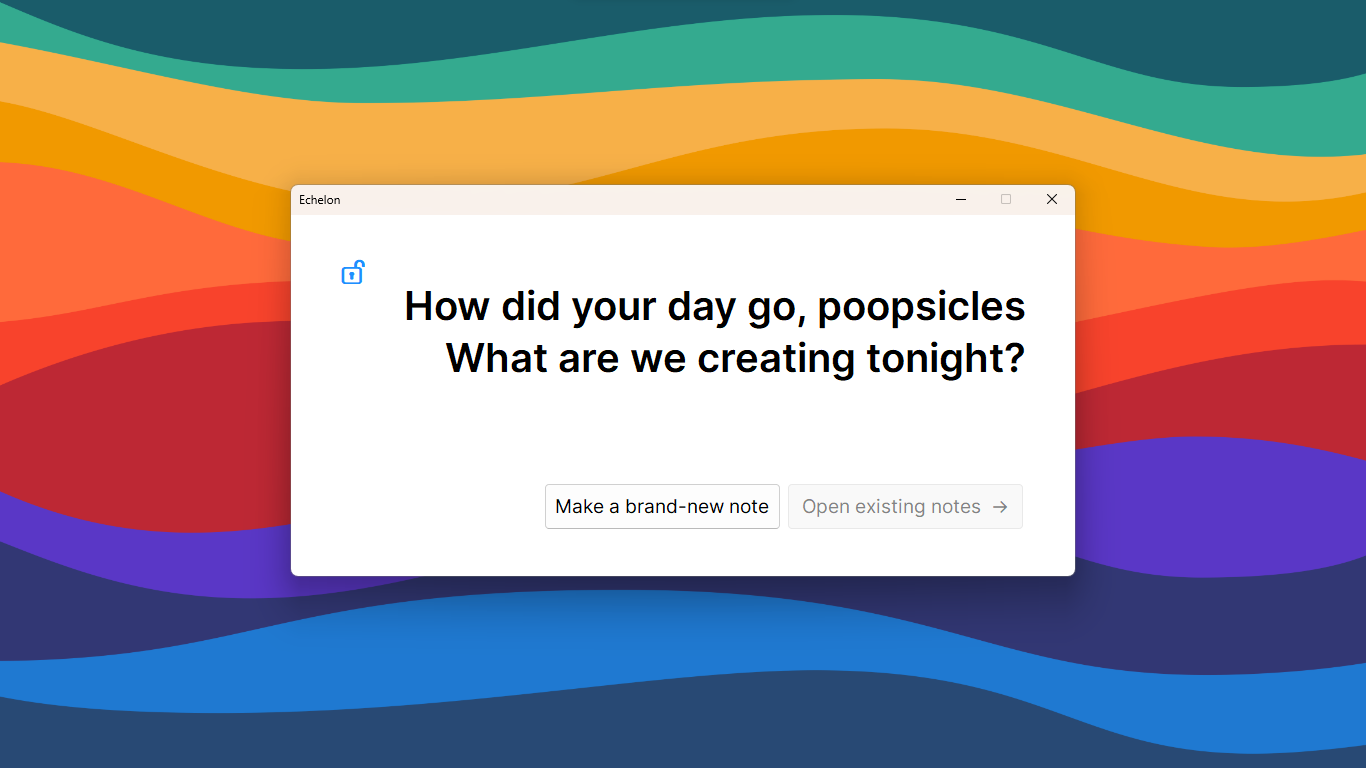 Echelon
How did your day go, poopsicles
What are we creating tonight?
Make a brand-new note
Open existing notes →